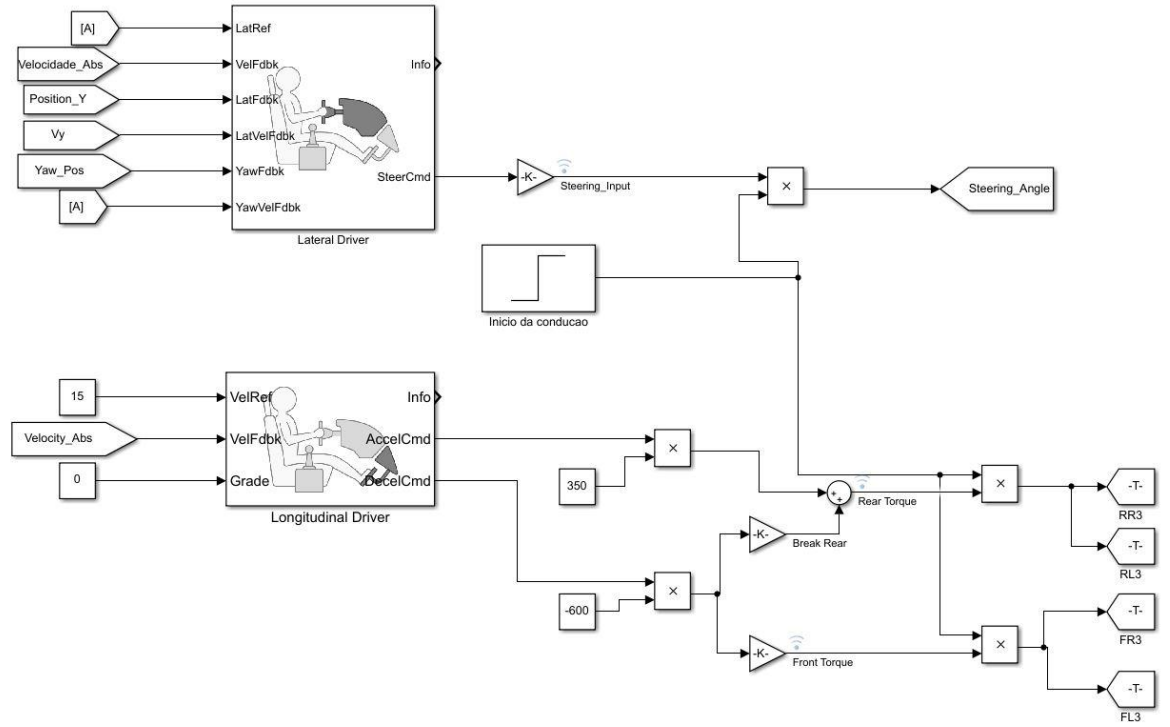 [A]
Velocidade_Abs
Position_Y
Vy
Yaw_Pos
[A]
LatRef
VelFdbk
LatFdbk
LatVelFdbk
YawFdbk
YawVelFdbk
Info
SteerCmd
Lateral Driver
-K-
Steering_Input
×
Steering_Angle
Inicio da conducao
15
Velocity_Abs
0
VelRef
VelFdbk
Grade
Info
AccelCmd
DecelCmd
Longitudinal Driver
350
×
-600
×
-K-
Break Rear
++
Rear Torque
-K-
Front Torque
×
×
-T-
RR3
-T-
RL3
-T-
FR3
-T-
FL3